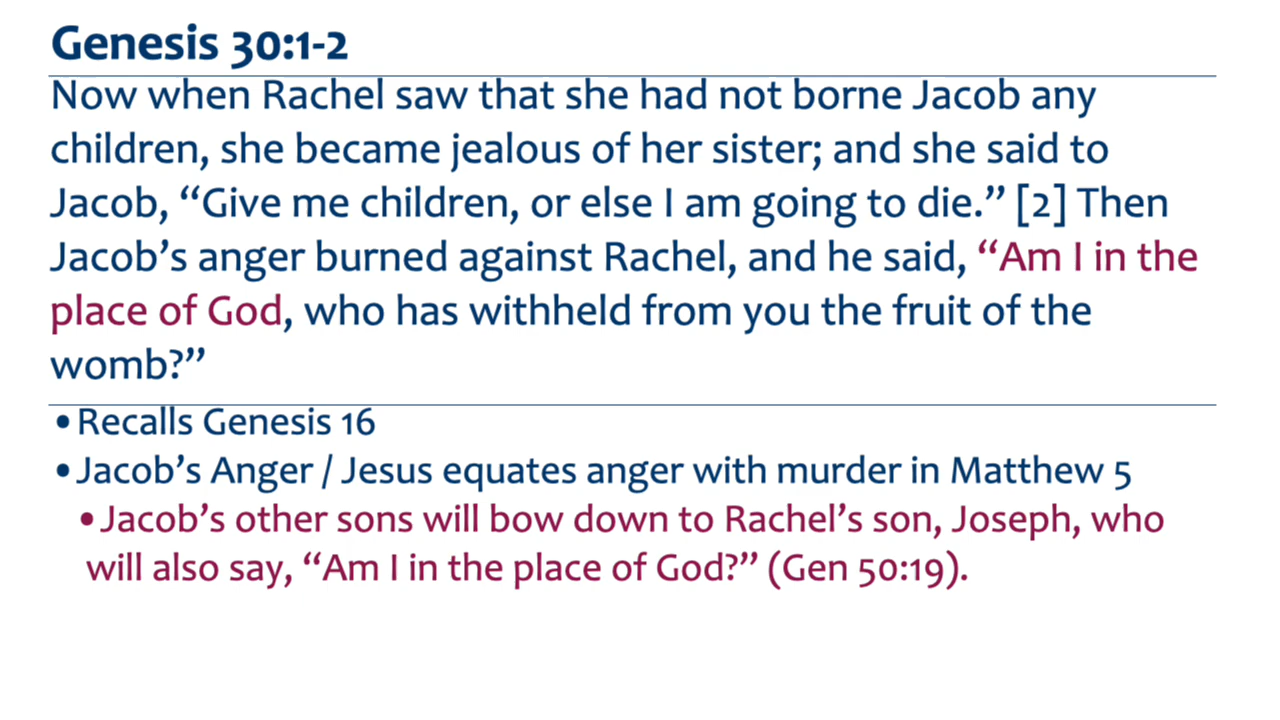 Genesis 30:1-2
Now when Rachel saw that she had not borne Jacob any
children, she became jealous of her sister; and she said to
Jacob, “Give me children, or else I am going to die.” [2] Then
Jacob’s anger burned against Rachel, and he said, “Am I in the
place of God, who has withheld from you the fruit of the
womb?”
•Recalls Genesis 16
•Jacob’s Anger / Jesus equates anger with murder in Matthew 5
•Jacob’s other sons will bow down to Rachel’s son, Joseph, who
will also say, “Am I in the place of God?” (Gen 50:19).